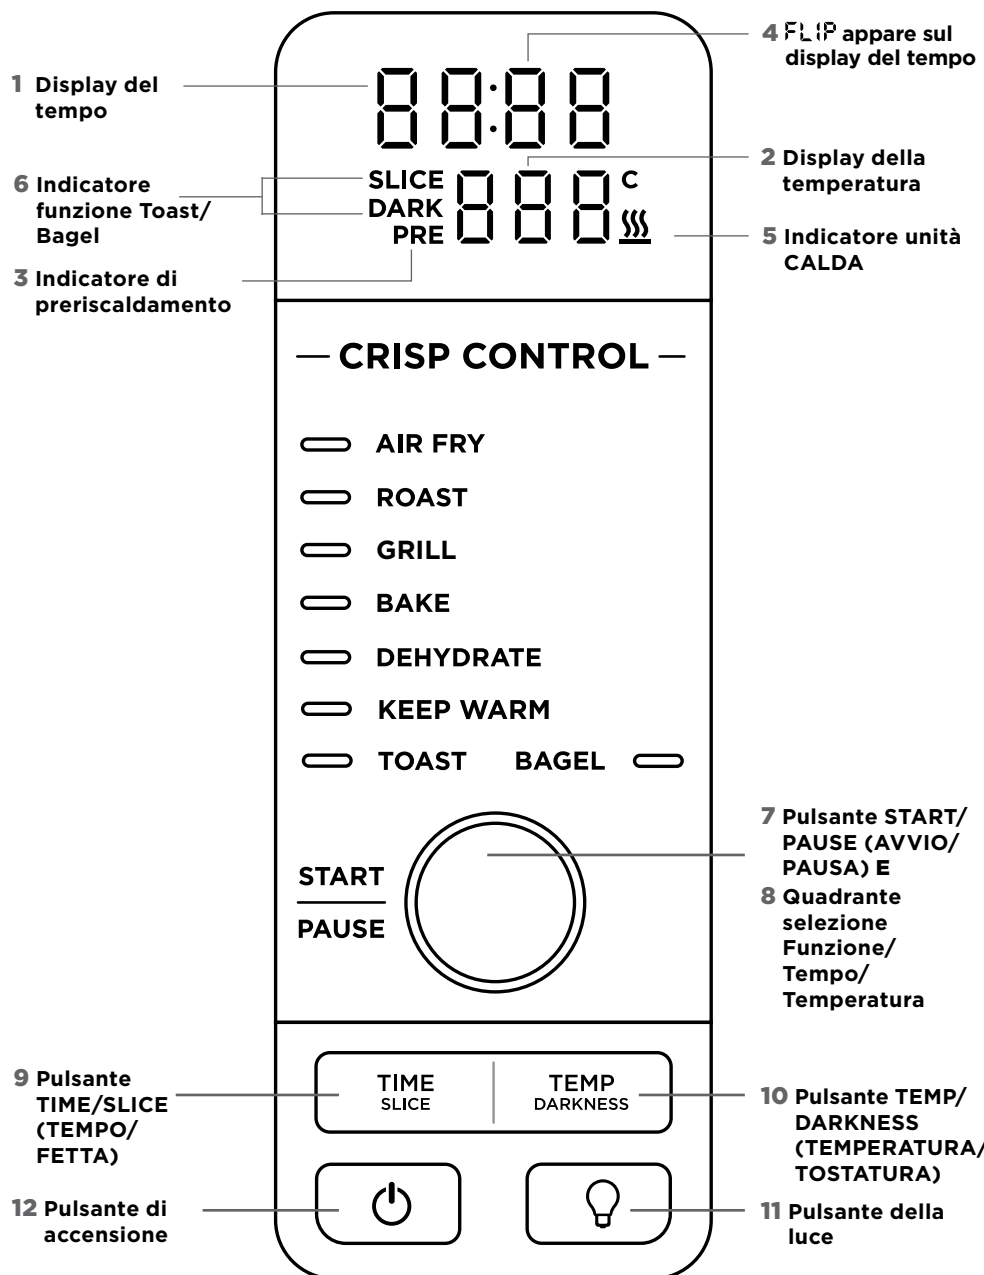 4 FLIP appare sul
display del tempo
1 Display del
tempo
88:88
2 Display della
temperatura
6 Indicatore
funzione Toast/
Bagel
SLICE
DARK
PRE
888
C
5 Indicatore unità
CALDA
3 Indicatore di
preriscaldamento
— CRISP CONTROL —
AIR FRY
ROAST
GRILL
BAKE
DEHYDRATE
KEEP WARM
TOAST BAGEL
START
PAUSE
7 Pulsante START/
PAUSE (AVVIO/
PAUSA) E
8 Quadrante
selezione
Funzione/
Tempo/
Temperatura
9 Pulsante
TIME/SLICE
(TEMPO/
FETTA)
TIME
SLICE
TEMP
DARKNESS
10 Pulsante TEMP/
DARKNESS
(TEMPERATURA/
TOSTATURA)
12 Pulsante di
accensione
11 Pulsante della
luce